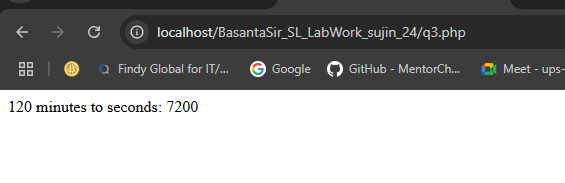 localhost/BasantaSir_SL_LabWork_sujin_24/q3.php
Findy Global for IT/... Google GitHub - MentorCh... Meet - ups-
120 minutes to seconds: 7200